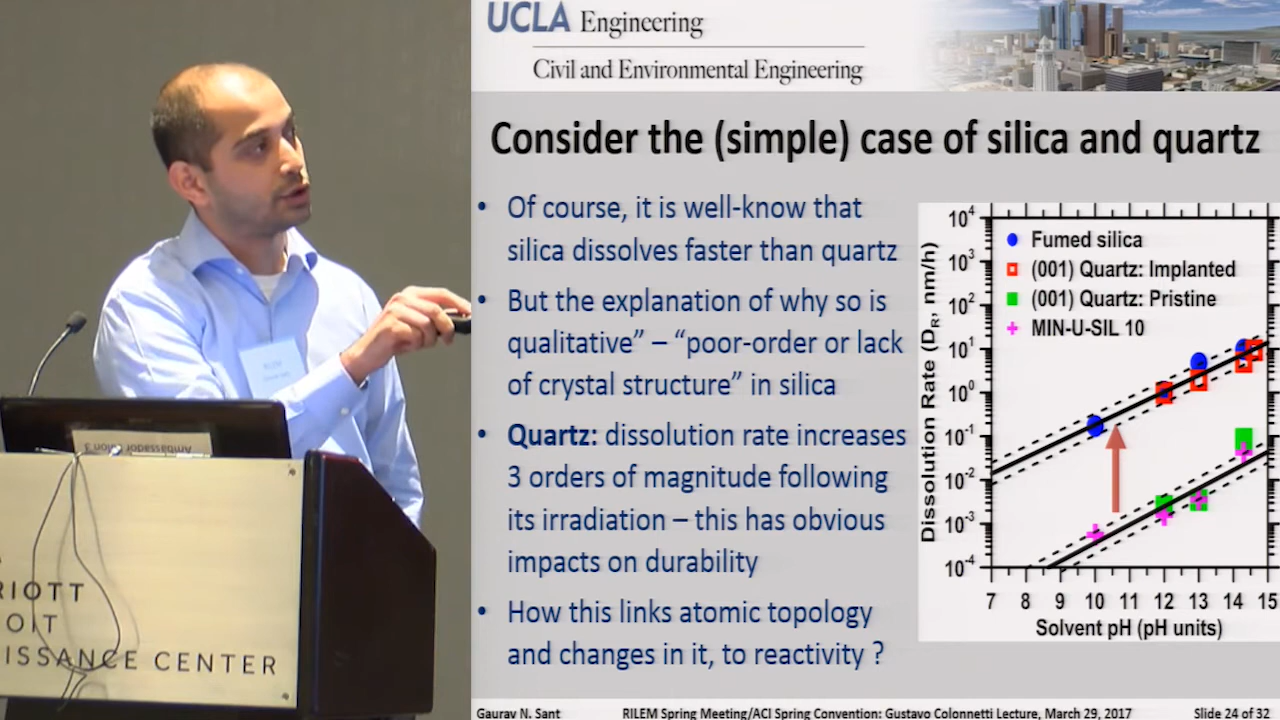 UCLA Engineering
Civil and Environmental Engineering
Consider the (simple) case of silica and quartz
• Of course, it is well-know that
silica dissolves faster than quartz
• But the explanation of why so is
qualitative” – “poor-order or lack
of crystal structure” in silica
• Quartz: dissolution rate increases
3 orders of magnitude following
its irradiation – this has obvious
impacts on durability
• How this links atomic topology
and changes in it, to reactivity ?
Dissolution Rate (D_R, nm/h)
10⁴
10³
10²
10¹
10⁰
10⁻¹
10⁻²
10⁻³
10⁻⁴
Fumed silica
(001) Quartz: Implanted
(001) Quartz: Pristine
MIN-U-SIL 10
7 8 9 10 11 12 13 14 15
Solvent pH (pH units)
Gaurav N. Sant RILEM Spring Meeting/ACI Spring Convention: Gustavo Colonnetti Lecture, March 29, 2017 Slide 24 of 32
Ambassador Salon 3
RIOTT
OIT
ISSANCE CENTER